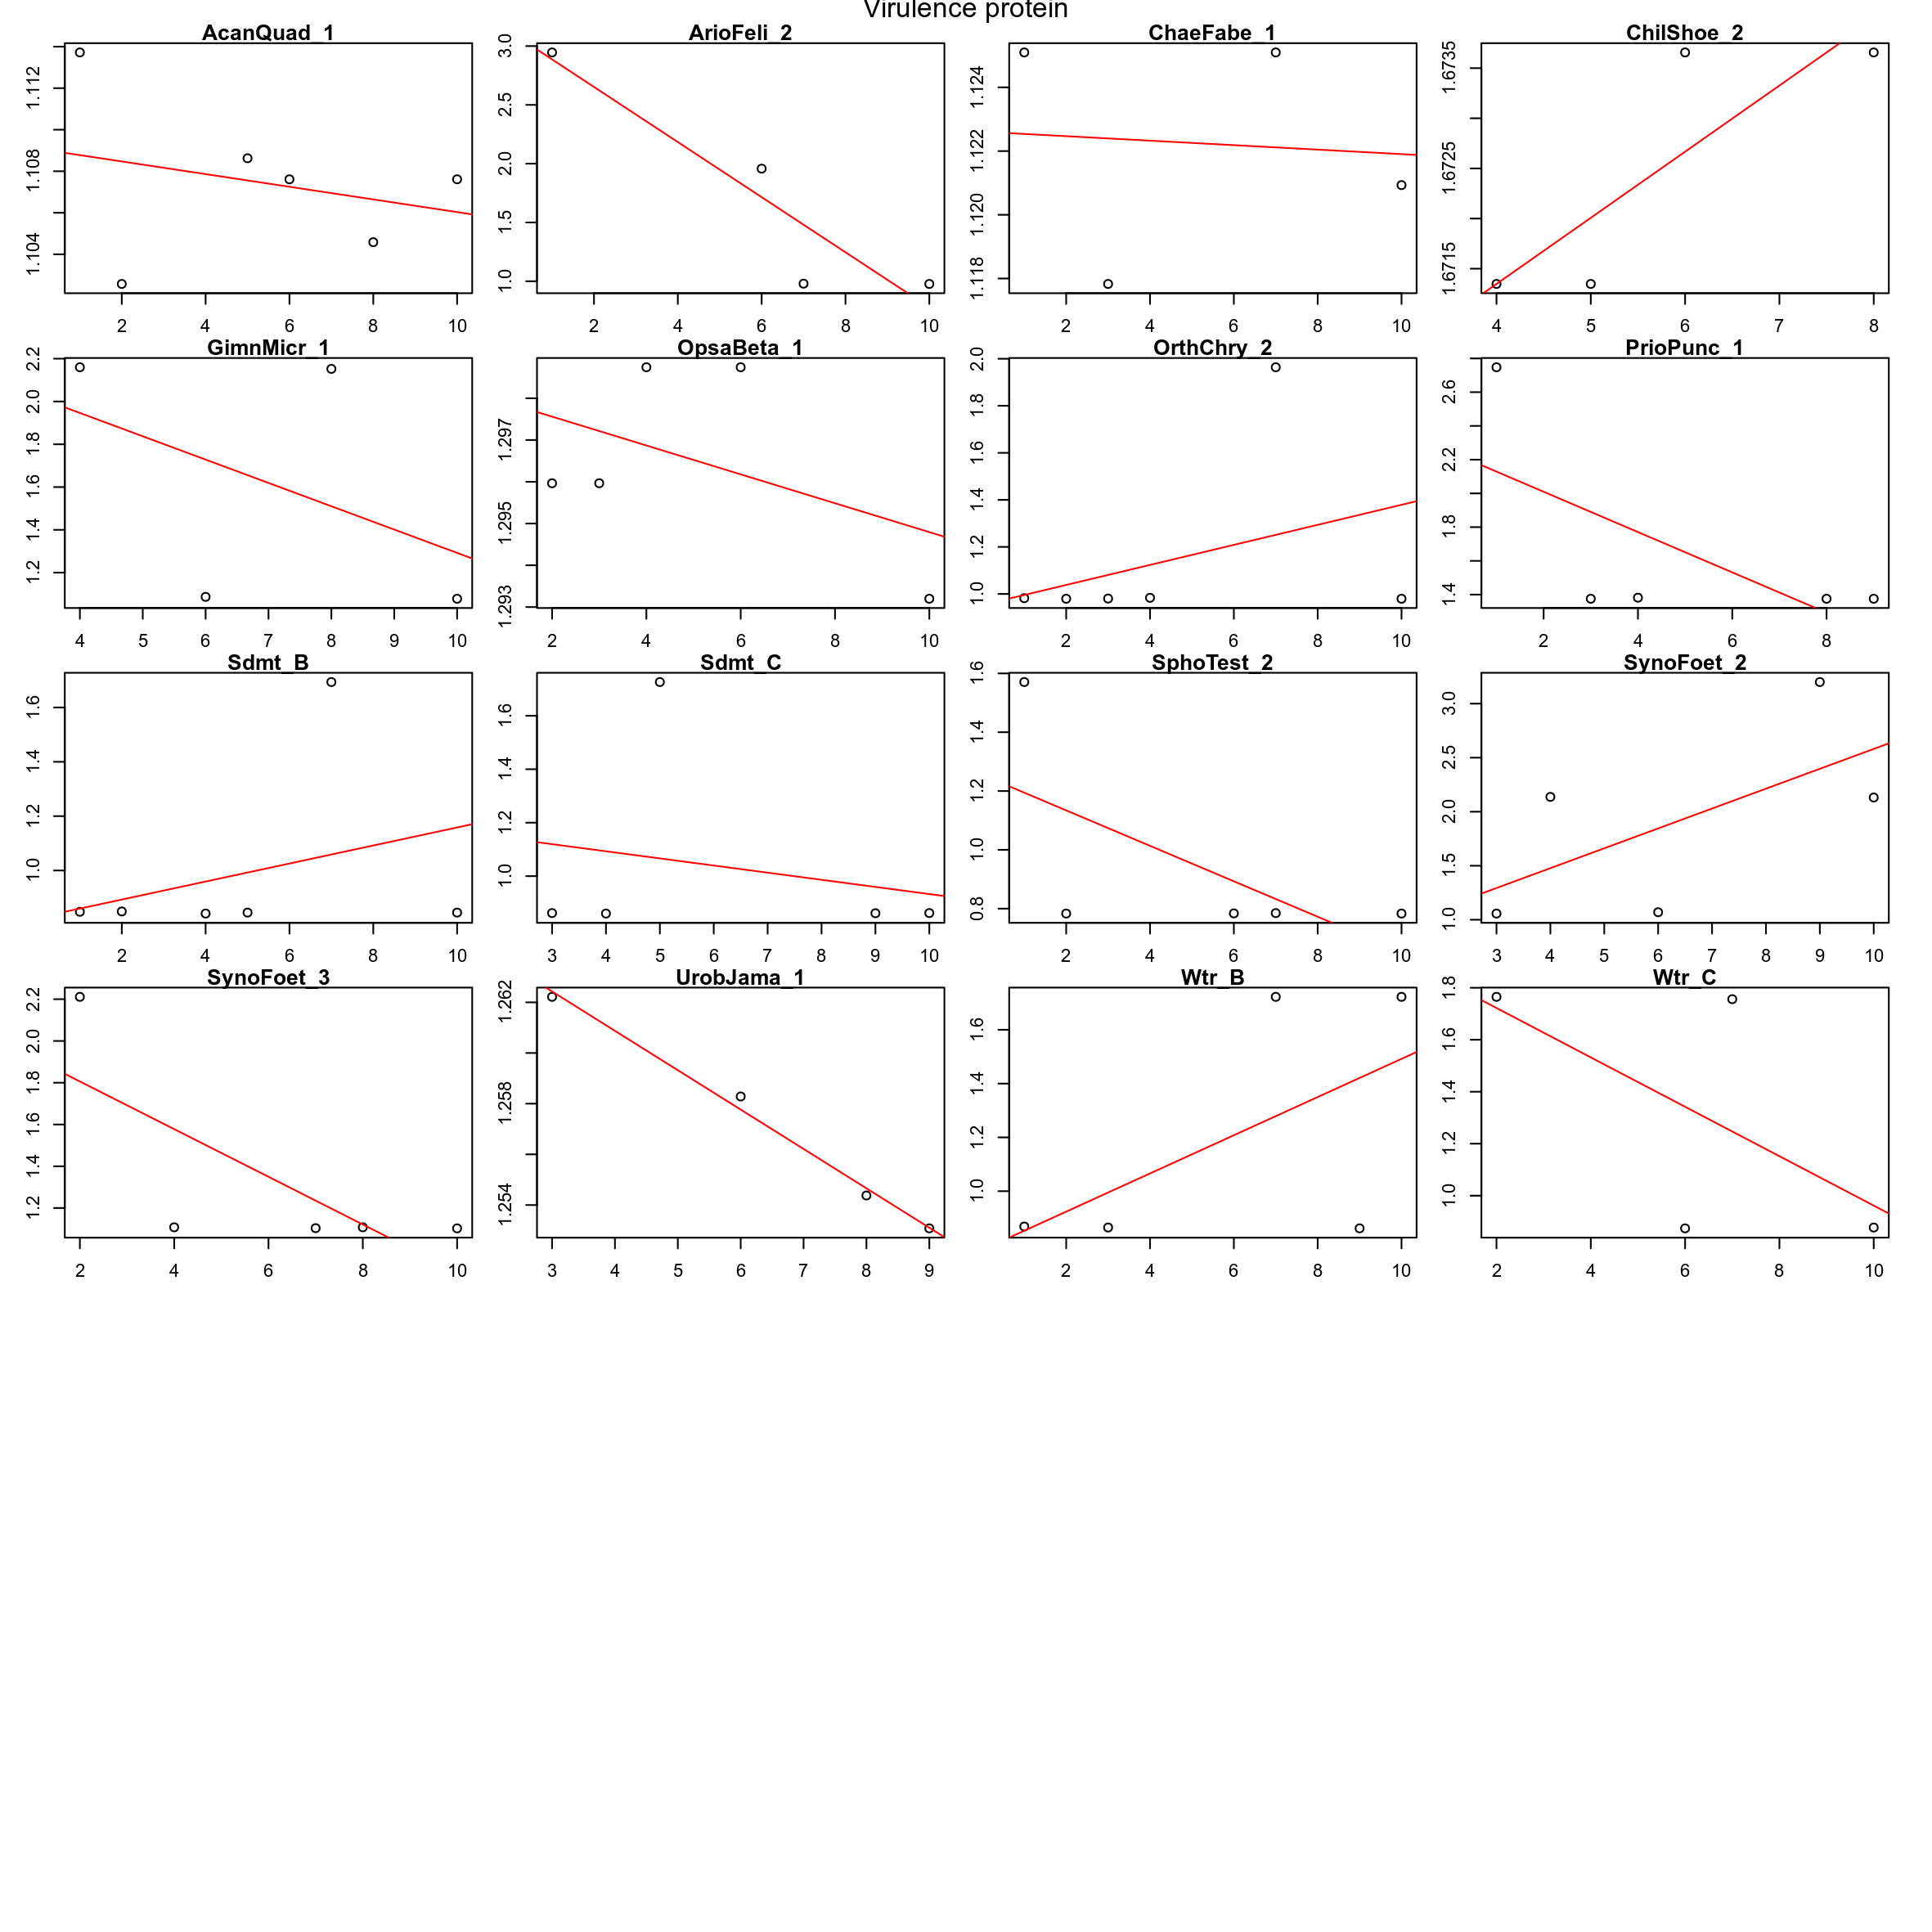 Virulence protein
AcanQuad_1
1.104 1.108 1.112
2 4 6 8 10
ArioFeli_2
1.0 1.5 2.0 2.5 3.0
2 4 6 8 10
ChaeFabe_1
1.118 1.120 1.122 1.124
2 4 6 8 10
ChilShoe_2
1.6715 1.6725 1.6735
4 5 6 7 8
GimnMicr_1
1.2 1.4 1.6 1.8 2.0 2.2
4 5 6 7 8 9 10
OpsaBeta_1
1.293 1.295 1.297
2 4 6 8 10
OrthChry_2
1.0 1.2 1.4 1.6 1.8 2.0
2 4 6 8 10
PrioPunc_1
1.4 1.8 2.2 2.6
2 4 6 8
Sdmt_B
1.0 1.2 1.4 1.6
2 4 6 8 10
Sdmt_C
1.0 1.2 1.4 1.6
3 4 5 6 7 8 9 10
SphoTest_2
0.8 1.0 1.2 1.4 1.6
2 4 6 8 10
SynoFoet_2
1.0 1.5 2.0 2.5 3.0
3 4 5 6 7 8 9 10
SynoFoet_3
1.2 1.4 1.6 1.8 2.0 2.2
2 4 6 8 10
UrobJama_1
1.254 1.258 1.262
3 4 5 6 7 8 9
Wtr_B
1.0 1.2 1.4 1.6
2 4 6 8 10
Wtr_C
1.0 1.2 1.4 1.6 1.8
2 4 6 8 10